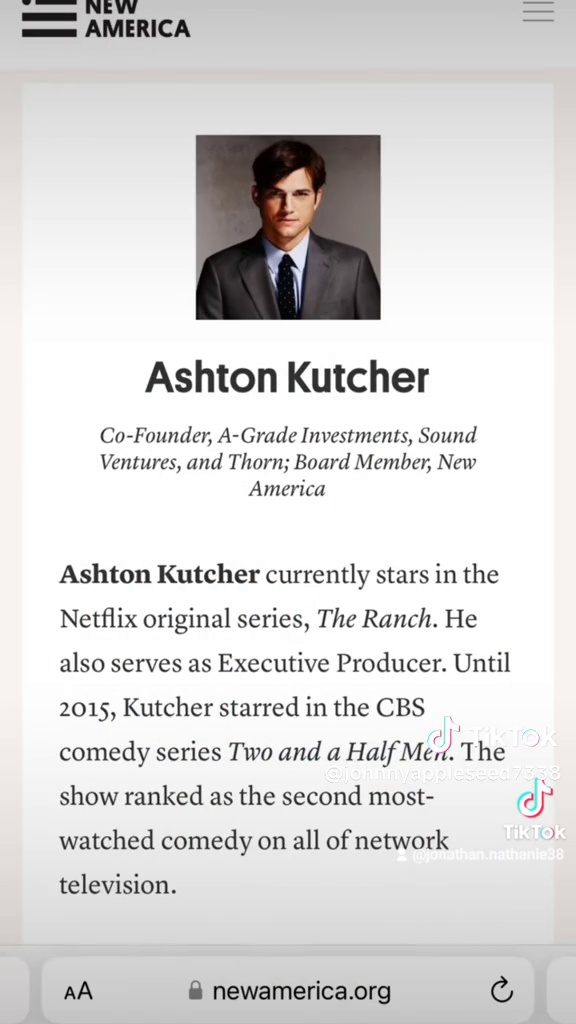 NEW
AMERICA
Ashton Kutcher
Co-Founder, A-Grade Investments, Sound
Ventures, and Thorn; Board Member, New
America
Ashton Kutcher currently stars in the
Netflix original series, The Ranch. He
also serves as Executive Producer. Until
2015, Kutcher starred in the CBS
comedy series Two and a Half Men. The
show ranked as the second most-
watched comedy on all of network
television.
TikTok
@johnnyappleseed7338
TikTok
@jonathan.nathanie38
AA
newamerica.org